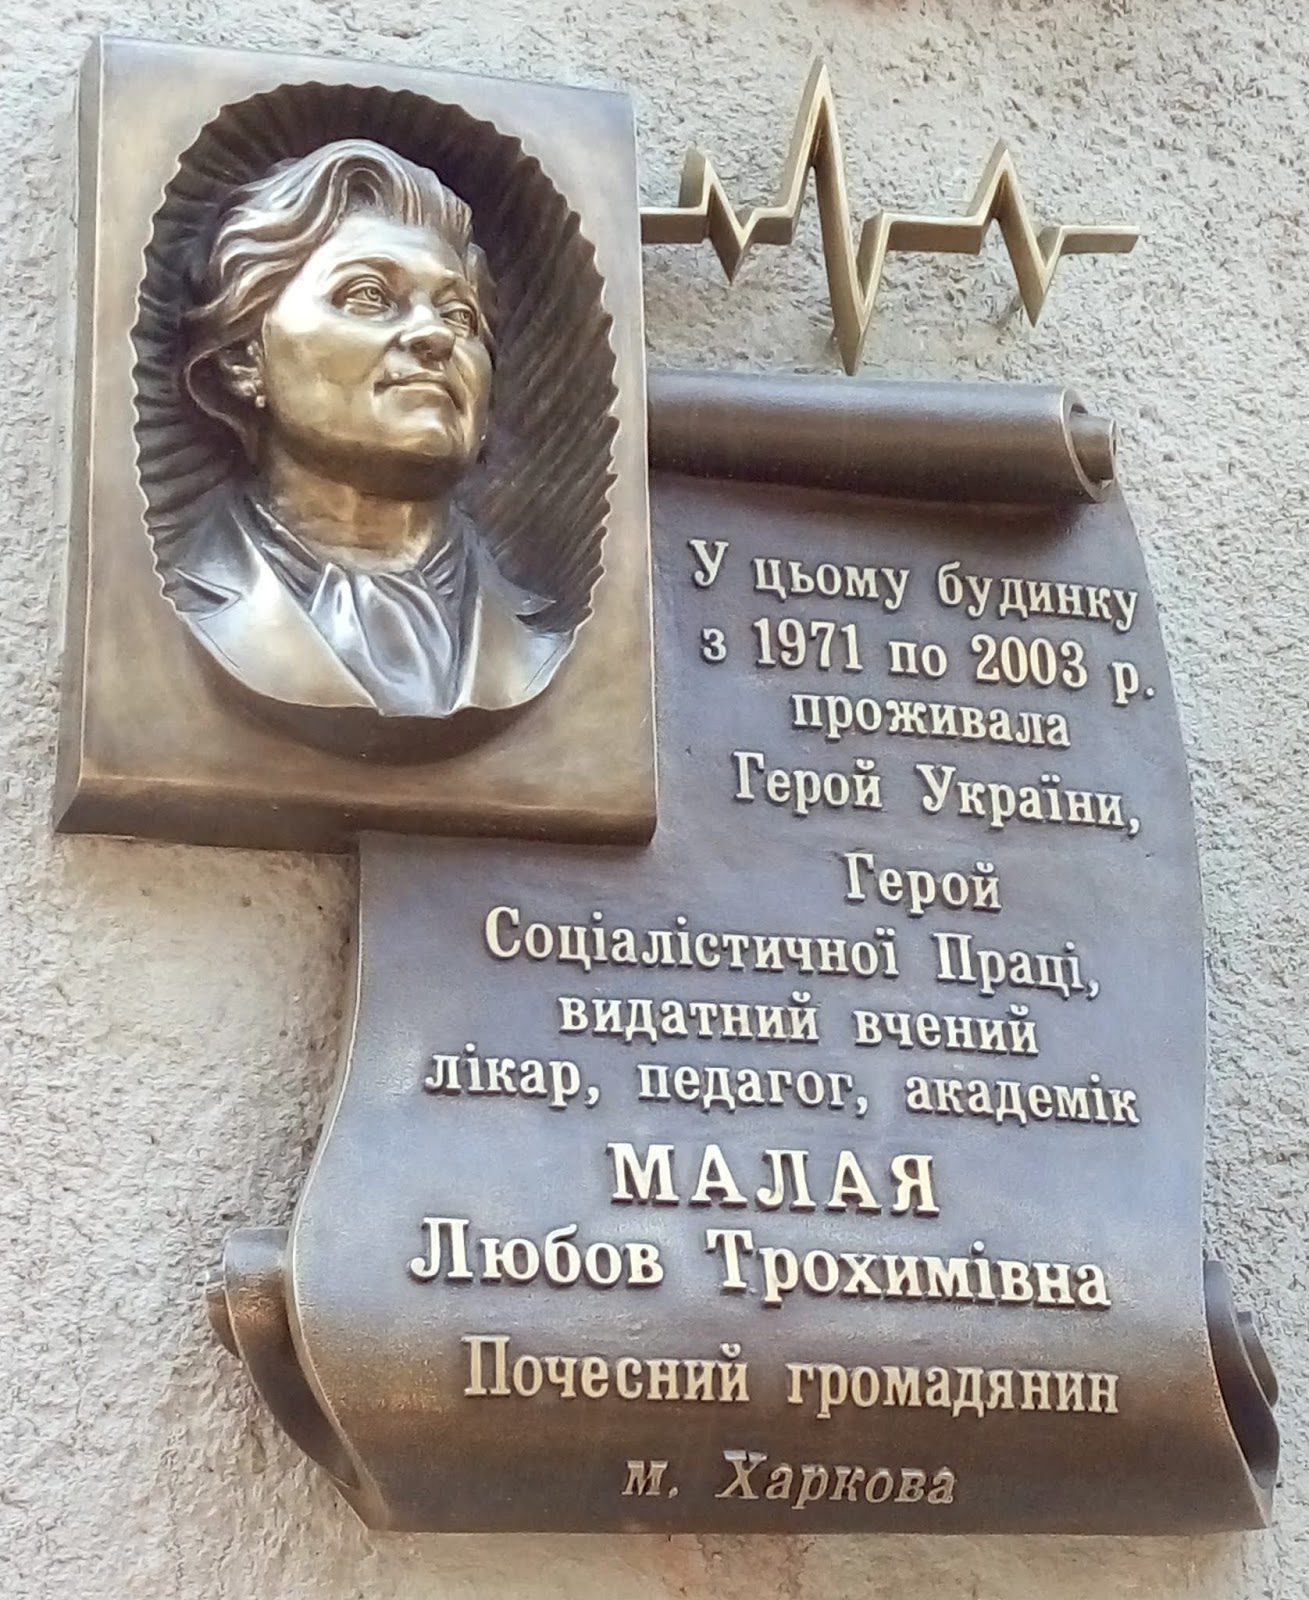 У цьому будинку
з 1971 по 2003 р.
проживала
Герой України,
Герой
Соціалістичної Праці,
видатний вчений
лікар, педагог, академік
МАЛАЯ
Любов Трохимівна
Почесний громадянин
м. Харкова